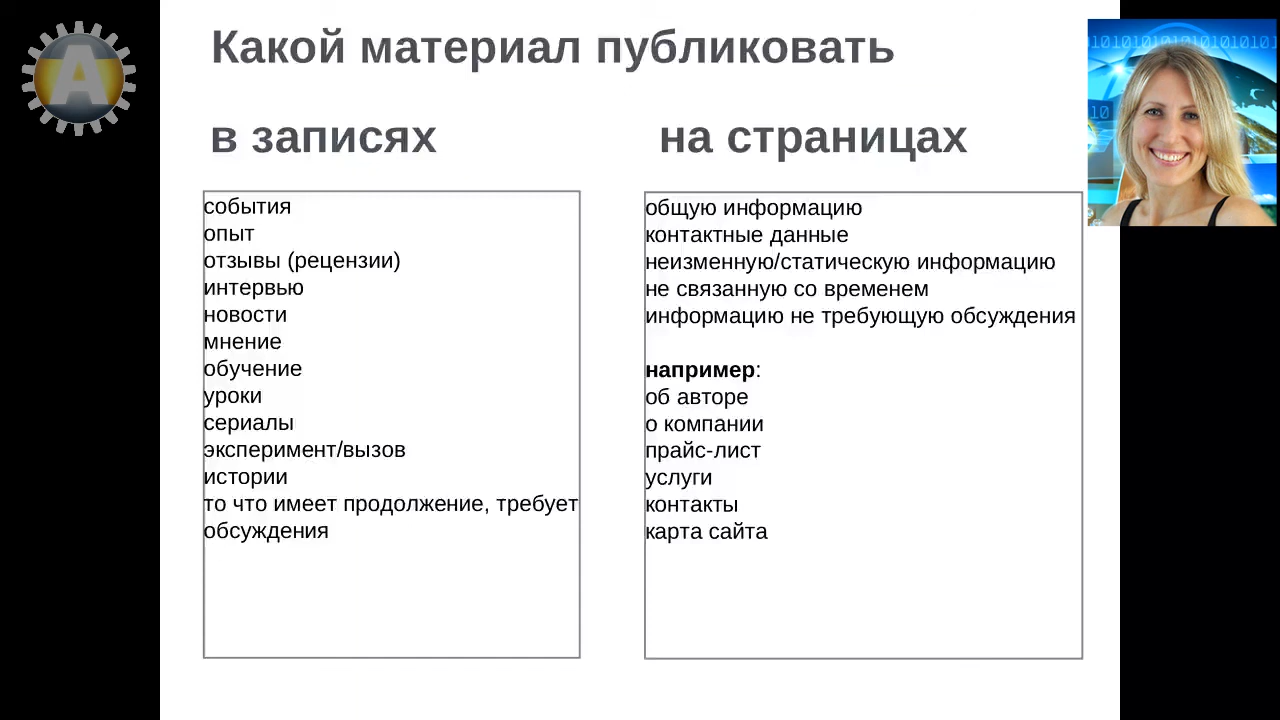 Какой материал публиковать
в записях
на страницах
события
опыт
отзывы (рецензии)
интервью
новости
мнение
обучение
уроки
сериалы
эксперимент/вызов
истории
то что имеет продолжение, требует
обсуждения
общую информацию
контактные данные
неизменную/статическую информацию
не связанную со временем
информацию не требующую обсуждения
например:
об авторе
о компании
прайс-лист
услуги
контакты
карта сайта
A
10101010101010101
10